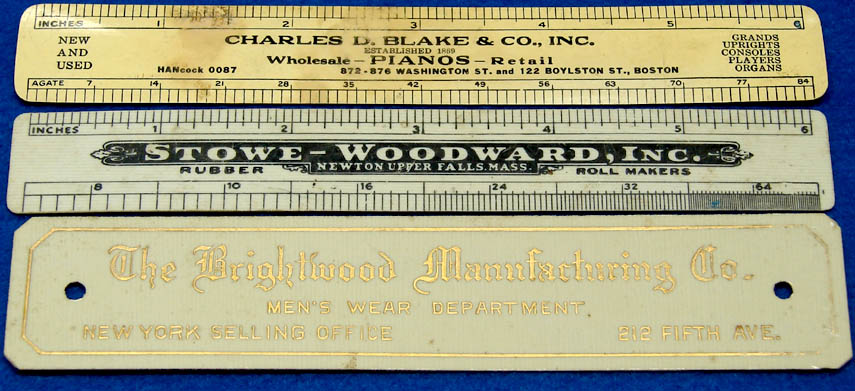 INCHES 1 2 3 4 5 6
NEW AND USED
CHARLES D. BLAKE & CO., INC.
ESTABLISHED 1869
Wholesale - PIANOS - Retail
HANcock 0087 872-876 WASHINGTON ST. and 122 BOYLSTON ST., BOSTON
GRANDS
UPRIGHTS
CONSOLES
PLAYERS
ORGANS
AGATE 7 14 21 28 35 42 49 56 63 70 77 84
INCHES 1 2 3 4 5 6
STOWE-WOODWARD, INC.
RUBBER NEWTON UPPER FALLS, MASS. ROLL MAKERS
8 10 16 24 32 64
The Brightwood Manufacturing Co.
MEN'S WEAR DEPARTMENT
NEW YORK SELLING OFFICE 212 FIFTH AVE.